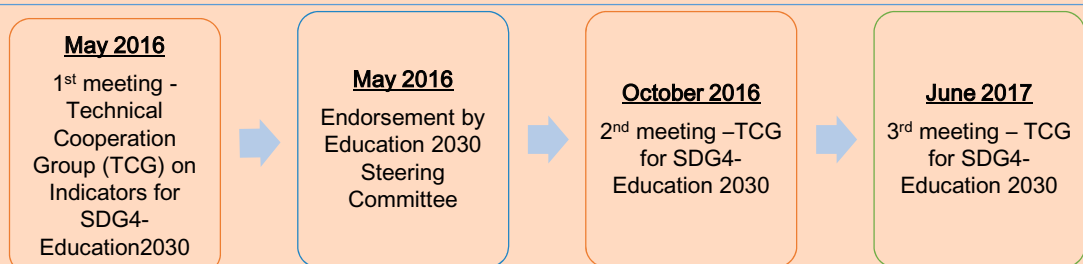 May 2016
1st meeting -
Technical
Cooperation
Group (TCG) on
Indicators for
SDG4-
Education2030
May 2016
Endorsement by
Education 2030
Steering
Committee
October 2016
2nd meeting –TCG
for SDG4-
Education 2030
June 2017
3rd meeting – TCG
for SDG4-
Education 2030